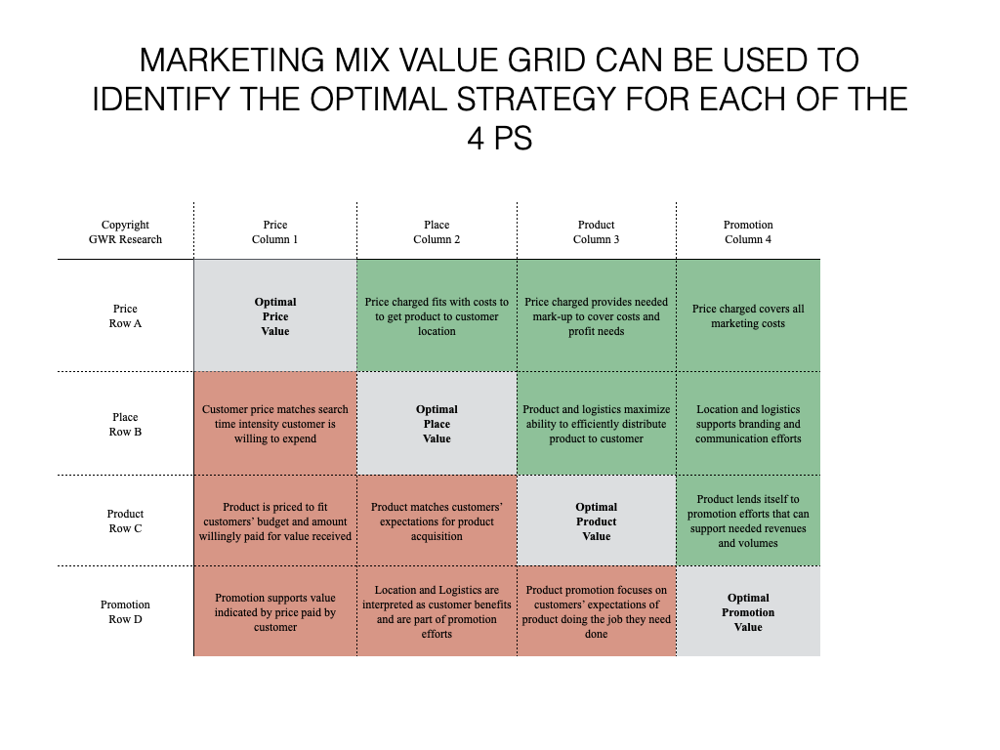 MARKETING MIX VALUE GRID CAN BE USED TO
IDENTIFY THE OPTIMAL STRATEGY FOR EACH OF THE
4 PS
Copyright
GWR Research
Price
Column 1
Place
Column 2
Product
Column 3
Promotion
Column 4
Price
Row A
Optimal
Price
Value
Price charged fits with costs to
to get product to customer
location
Price charged provides needed
mark-up to cover costs and
profit needs
Price charged covers all
marketing costs
Place
Row B
Customer price matches search
time intensity customer is
willing to expend
Optimal
Place
Value
Product and logistics maximize
ability to efficiently distribute
product to customer
Location and logistics
supports branding and
communication efforts
Product
Row C
Product is priced to fit
customers’ budget and amount
willingly paid for value received
Product matches customers’
expectations for product
acquisition
Optimal
Product
Value
Product lends itself to
promotion efforts that can
support needed revenues
and volumes
Promotion
Row D
Promotion supports value
indicated by price paid by
customer
Location and Logistics are
interpreted as customer benefits
and are part of promotion
efforts
Product promotion focuses on
customers’ expectations of
product doing the job they need
done
Optimal
Promotion
Value